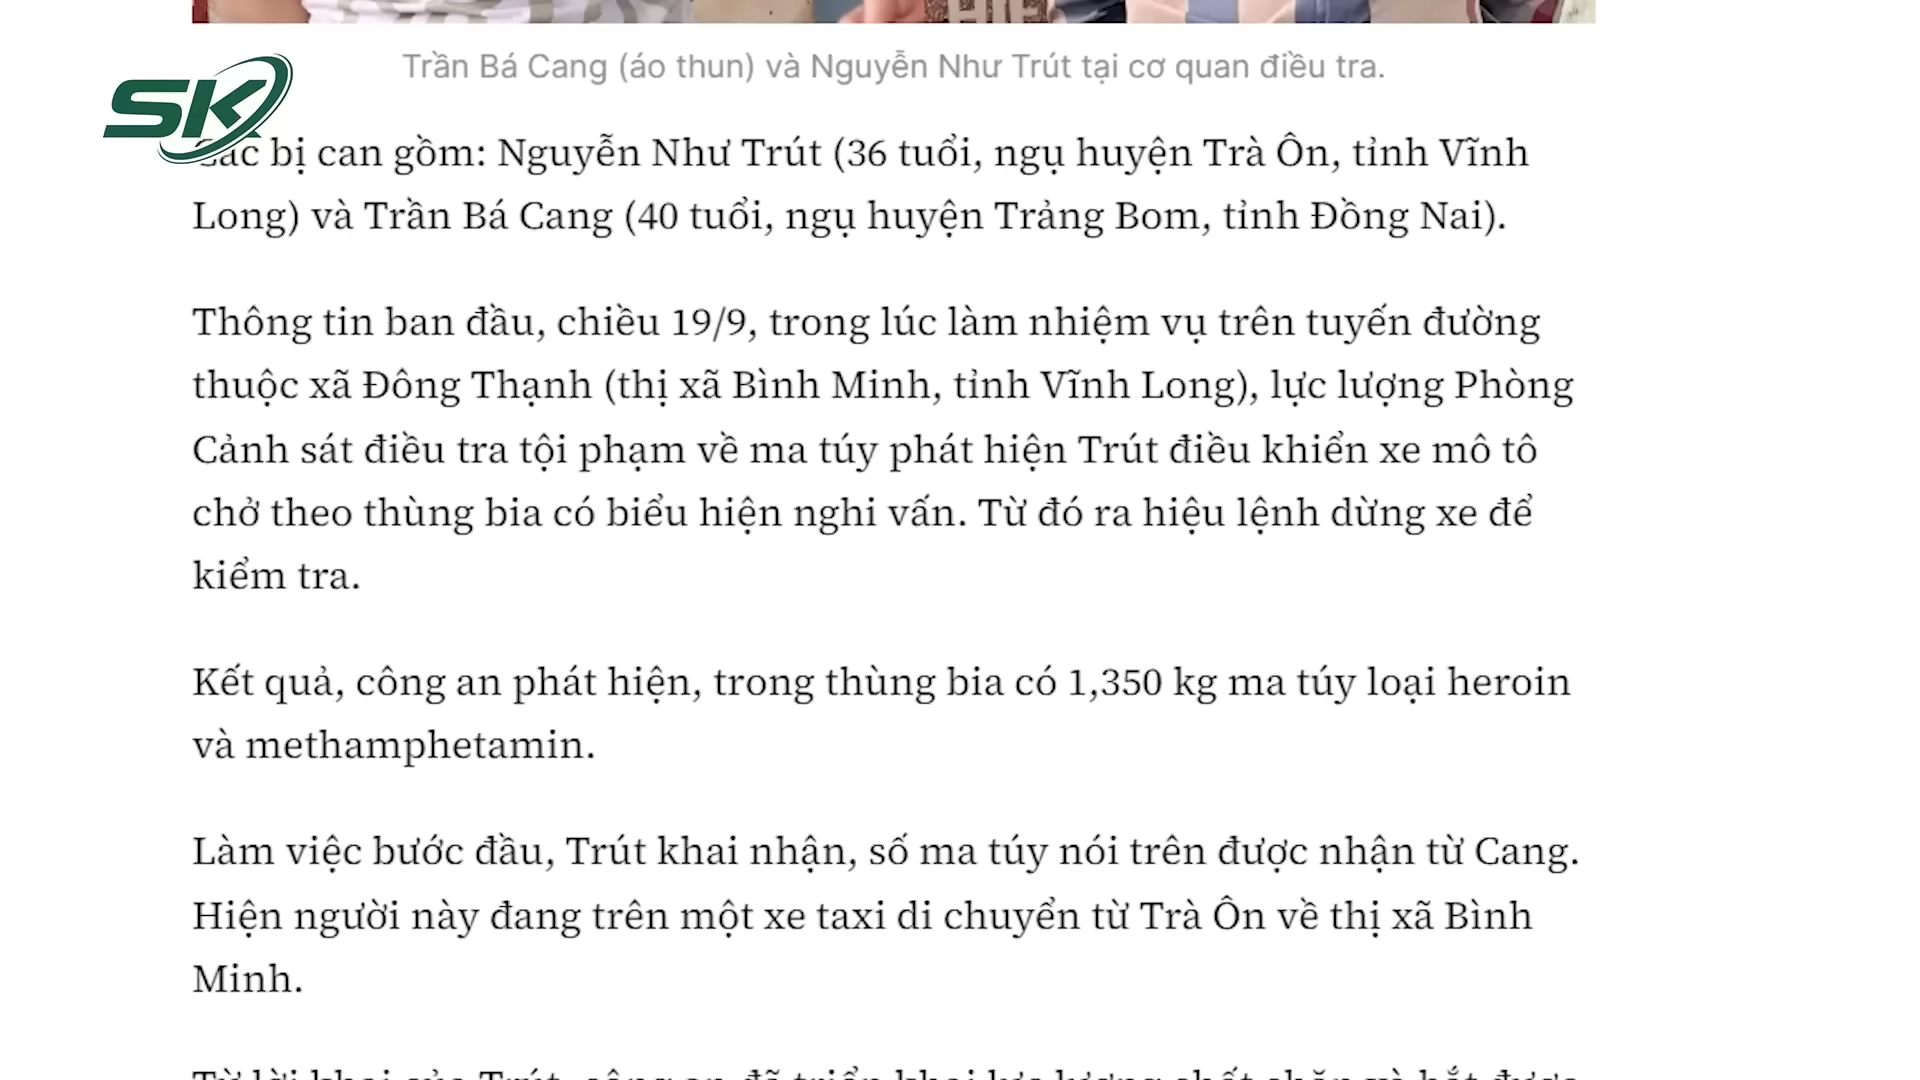 SK
Trần Bá Cang (áo thun) và Nguyễn Như Trút tại cơ quan điều tra.
Các bị can gồm: Nguyễn Như Trút (36 tuổi, ngụ huyện Trà Ôn, tỉnh Vĩnh
Long) và Trần Bá Cang (40 tuổi, ngụ huyện Trảng Bom, tỉnh Đồng Nai).
Thông tin ban đầu, chiều 19/9, trong lúc làm nhiệm vụ trên tuyến đường
thuộc xã Đông Thạnh (thị xã Bình Minh, tỉnh Vĩnh Long), lực lượng Phòng
Cảnh sát điều tra tội phạm về ma túy phát hiện Trút điều khiển xe mô tô
chở theo thùng bia có biểu hiện nghi vấn. Từ đó ra hiệu lệnh dừng xe để
kiểm tra.
Kết quả, công an phát hiện, trong thùng bia có 1,350 kg ma túy loại heroin
và methamphetamin.
Làm việc bước đầu, Trút khai nhận, số ma túy nói trên được nhận từ Cang.
Hiện người này đang trên một xe taxi di chuyển từ Trà Ôn về thị xã Bình
Minh.